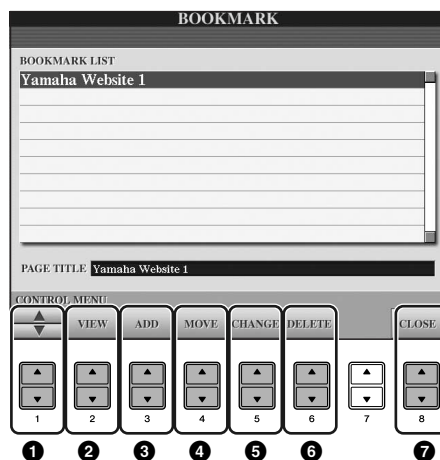 BOOKMARK
BOOKMARK LIST
Yamaha Website 1
PAGE TITLE Yamaha Website 1
CONTROL MENU
VIEW ADD MOVE CHANGE DELETE CLOSE
1 2 3 4 5 6 7 8
❶ ❷ ❸ ❹ ❺ ❻ ❼